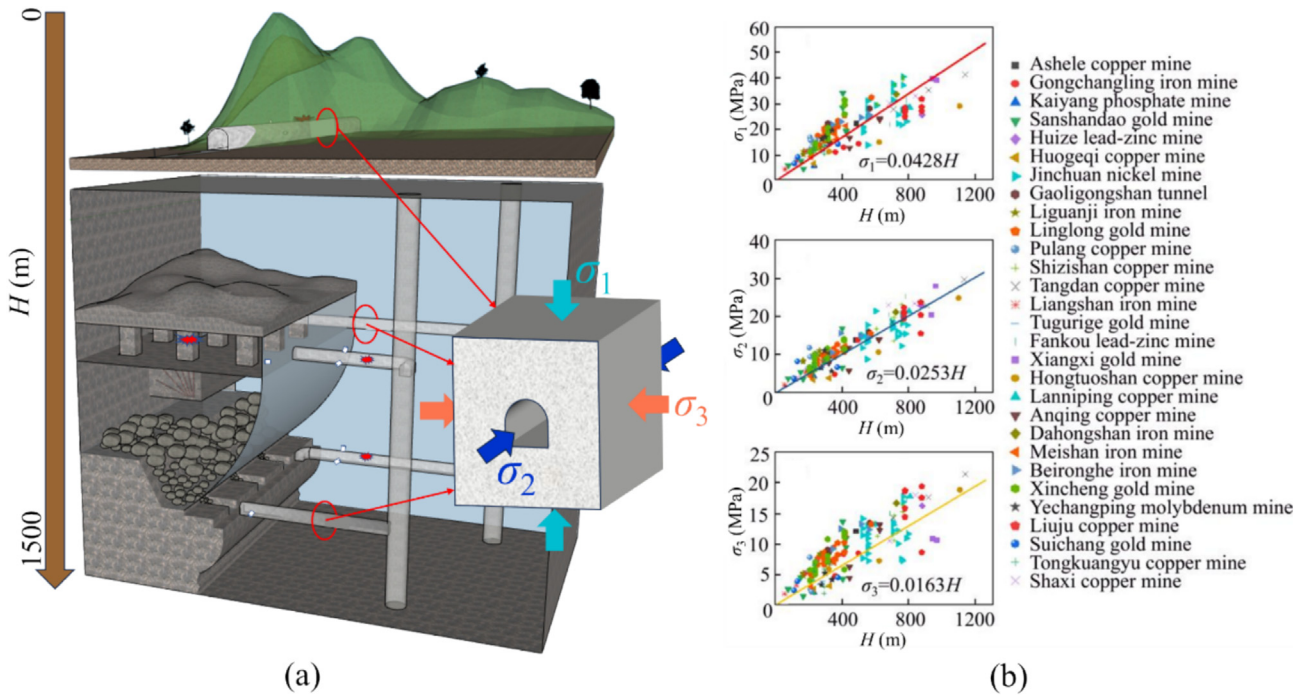 0
H (m)
1500
σ1
σ2
σ3
(a)
60
50
40
30
20
10
0
σ1 (MPa)
σ1=0.0428H
400
800
1200
H (m)
40
30
20
10
0
σ2 (MPa)
σ2=0.0253H
400
800
1200
H (m)
25
20
15
10
5
0
σ3 (MPa)
σ3=0.0163H
400
800
1200
H (m)
Ashele copper mine
Gongchangling iron mine
Kaiyang phosphate mine
Sanshandao gold mine
Huize lead-zinc mine
Huogeqi copper mine
Jinchuan nickel mine
Gaoligongshan tunnel
Liguanji iron mine
Linglong gold mine
Pulang copper mine
Shizishan copper mine
Tangdan copper mine
Liangshan iron mine
Tugurige gold mine
Fankou lead-zinc mine
Xiangxi gold mine
Hongtuoshan copper mine
Lanniping copper mine
Anqing copper mine
Dahongshan iron mine
Meishan iron mine
Beironghe iron mine
Xincheng gold mine
Yechangping molybdenum mine
Liuju copper mine
Suichang gold mine
Tongkuangyu copper mine
Shaxi copper mine
(b)